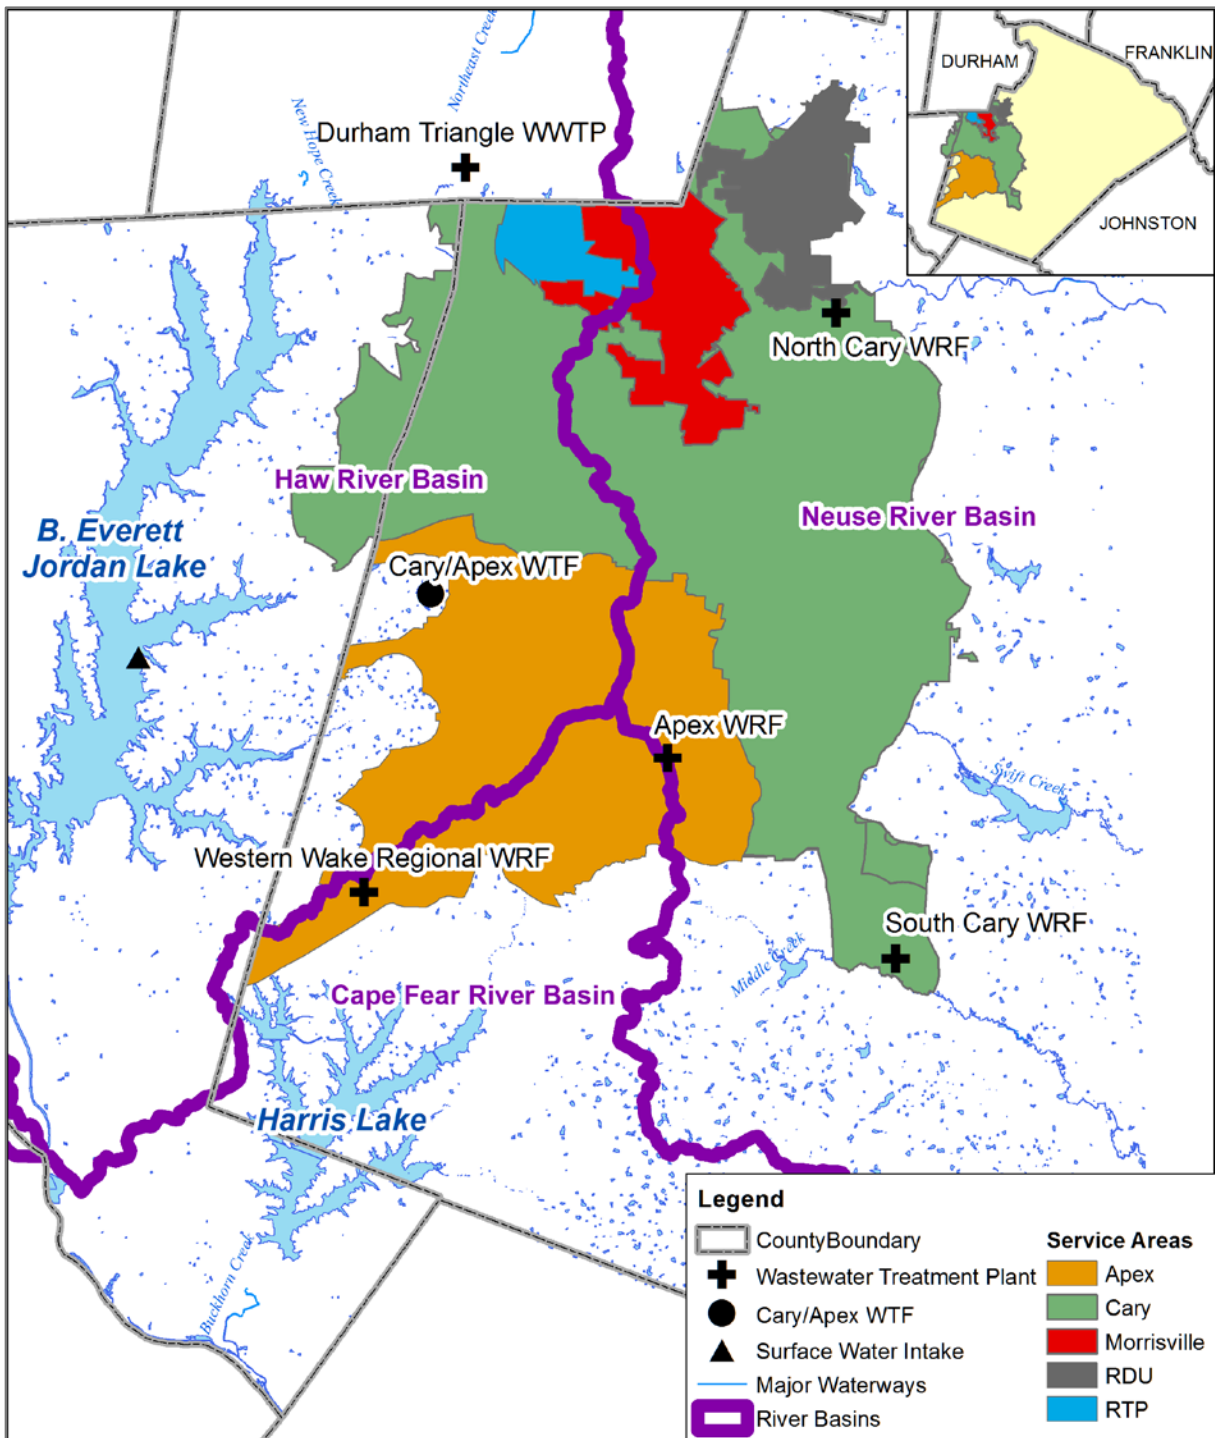 DURHAM
FRANKLIN
JOHNSTON
Northeast Creek
New Hope Creek
Durham Triangle WWTP
North Cary WRF
Haw River Basin
Neuse River Basin
B. Everett
Jordan Lake
Cary/Apex WTF
Apex WRF
Swift Creek
Western Wake Regional WRF
South Cary WRF
Middle Creek
Cape Fear River Basin
Harris Lake
Buckhorn Creek
Legend
CountyBoundary
Wastewater Treatment Plant
Cary/Apex WTF
Surface Water Intake
Major Waterways
River Basins
Service Areas
Apex
Cary
Morrisville
RDU
RTP